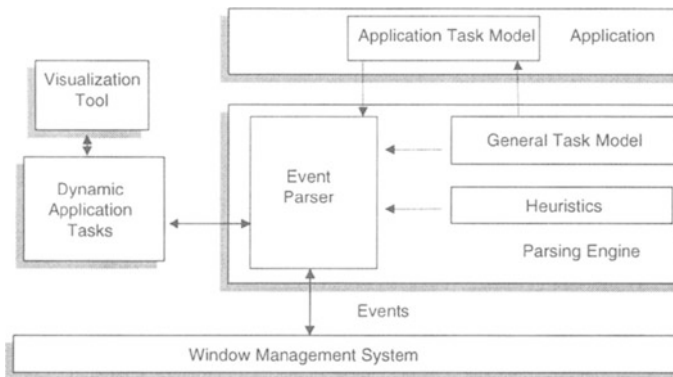 Application Task Model
Application
Visualization
Tool
General Task Model
Event
Parser
Dynamic
Application
Tasks
Heuristics
Parsing Engine
Events
Window Management System